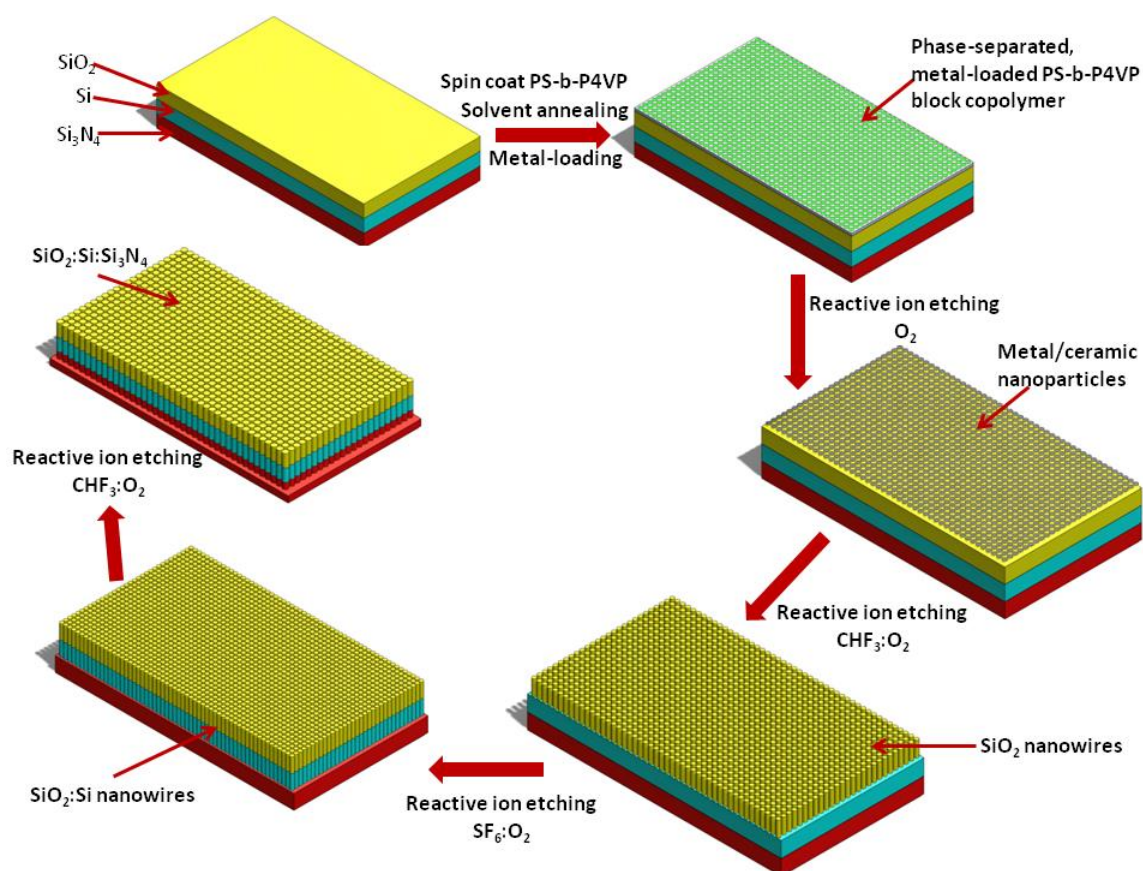 SiO₂
Si
Si₃N₄
Spin coat PS-b-P4VP
Solvent annealing
Metal-loading
Phase-separated,
metal-loaded PS-b-P4VP
block copolymer
Reactive ion etching
O₂
Metal/ceramic
nanoparticles
Reactive ion etching
CHF₃:O₂
SiO₂ nanowires
Reactive ion etching
SF₆:O₂
SiO₂:Si nanowires
Reactive ion etching
CHF₃:O₂
SiO₂:Si:Si₃N₄